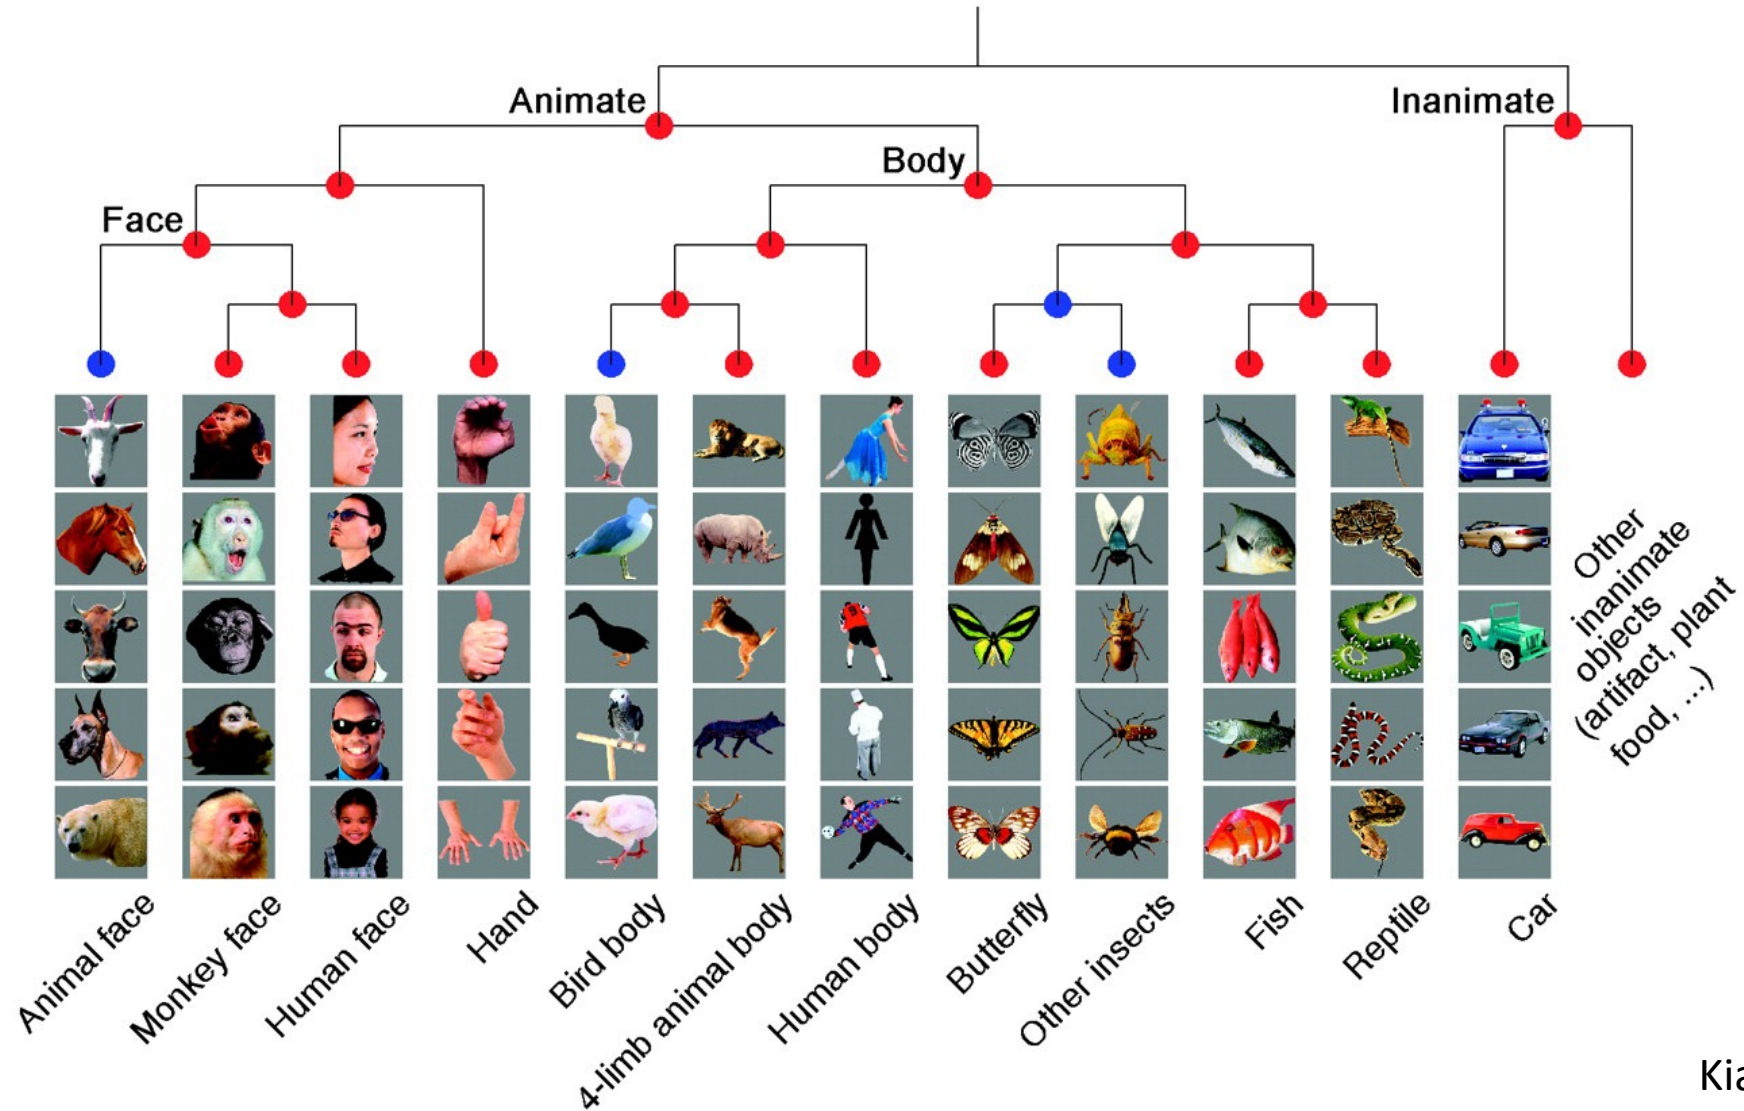 Animate
Inanimate
Body
Face
Other
inanimate
objects
(artifact, plant
food, ...)
Animal face
Monkey face
Human face
Hand
Bird body
4-limb animal body
Human body
Butterfly
Other insects
Fish
Reptile
Car
Kia